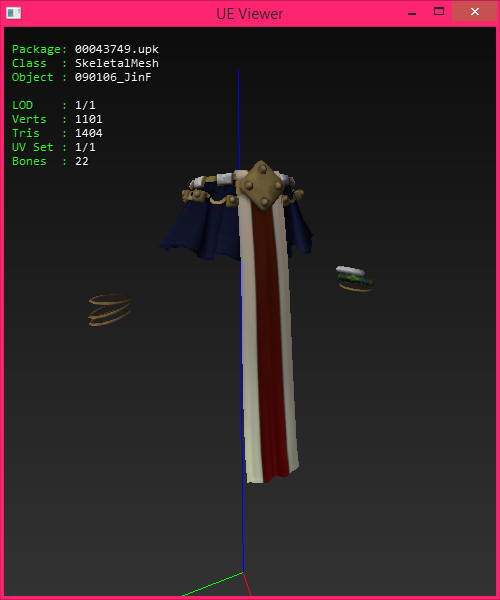 UE Viewer
Package: 00043749.upk
Class : SkeletalMesh
Object : 090106_JinF
LOD : 1/1
Verts : 1101
Tris : 1404
UV Set : 1/1
Bones : 22